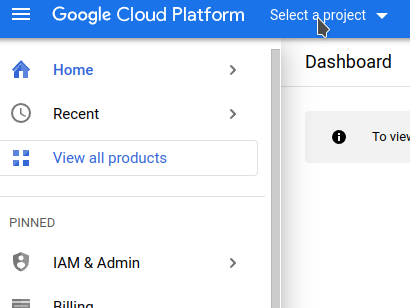 Google Cloud Platform
Select a project
Home
Dashboard
Recent
To view
View all products
PINNED
IAM & Admin
Billing